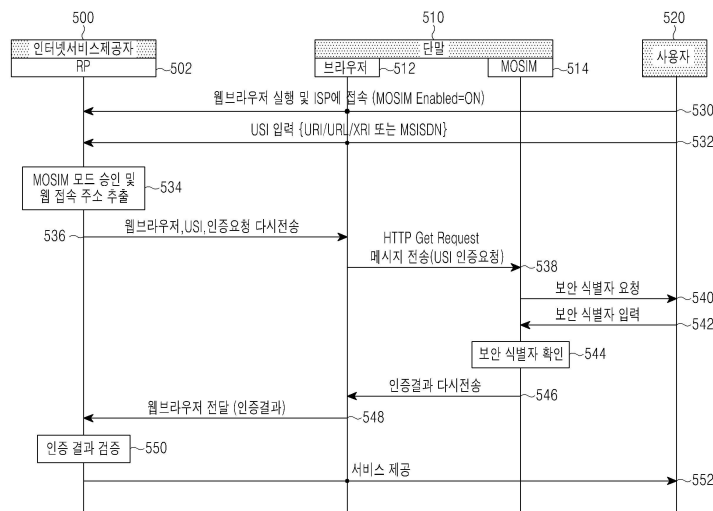 500
510
520
인터넷서비스제공자
단말
사용자
RP
502
브라우저
512
MOSIM
514
웹브라우저 실행 및 ISP에 접속 (MOSIM Enabled=ON)
530
USI 입력 {URI/URL/XRI 또는 MSISDN}
532
MOSIM 모드 승인 및
웹 접속 주소 추출
534
536
웹브라우저,USI,인증요청 다시전송
HTTP Get Request
메시지 전송(USI 인증요청)
538
보안 식별자 요청
540
보안 식별자 입력
542
보안 식별자 확인
544
인증결과 다시전송
546
웹브라우저 전달 (인증결과)
548
인증 결과 검증
550
서비스 제공
552